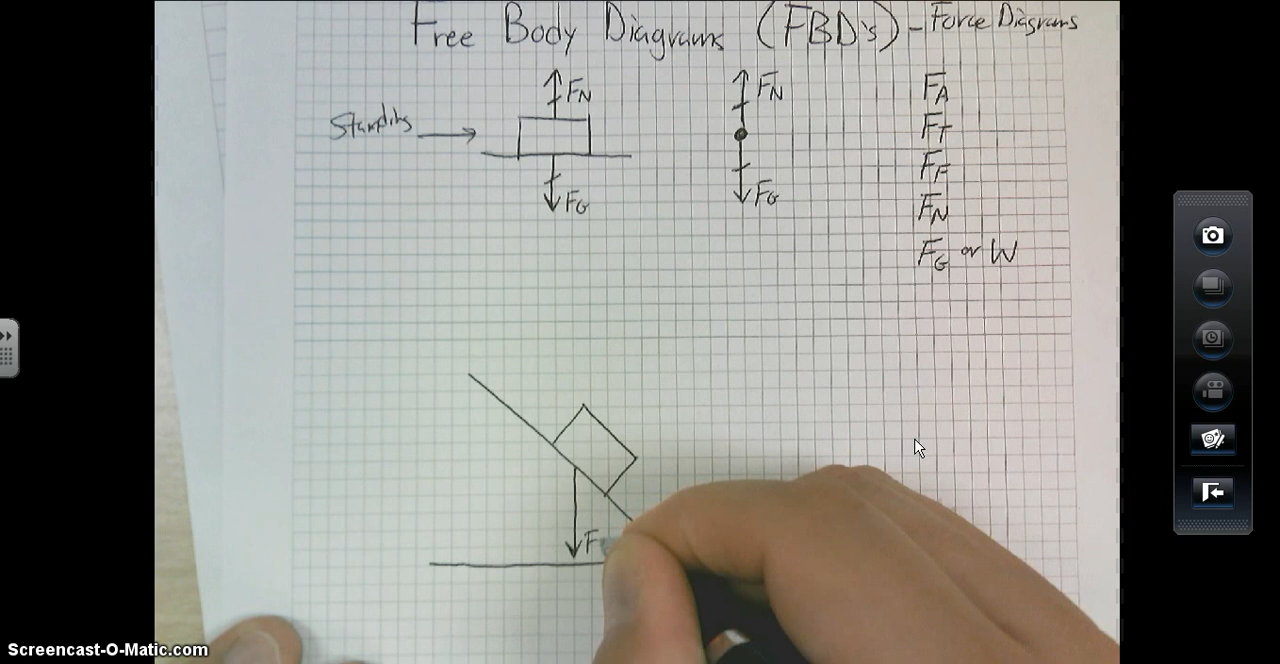 Free Body Diagrams (FBD's) - Force Diagrams
FN
FN
FA
Standing
FT
FF
FG
FG
FN
FG or W
F
Screencast-O-Matic.com